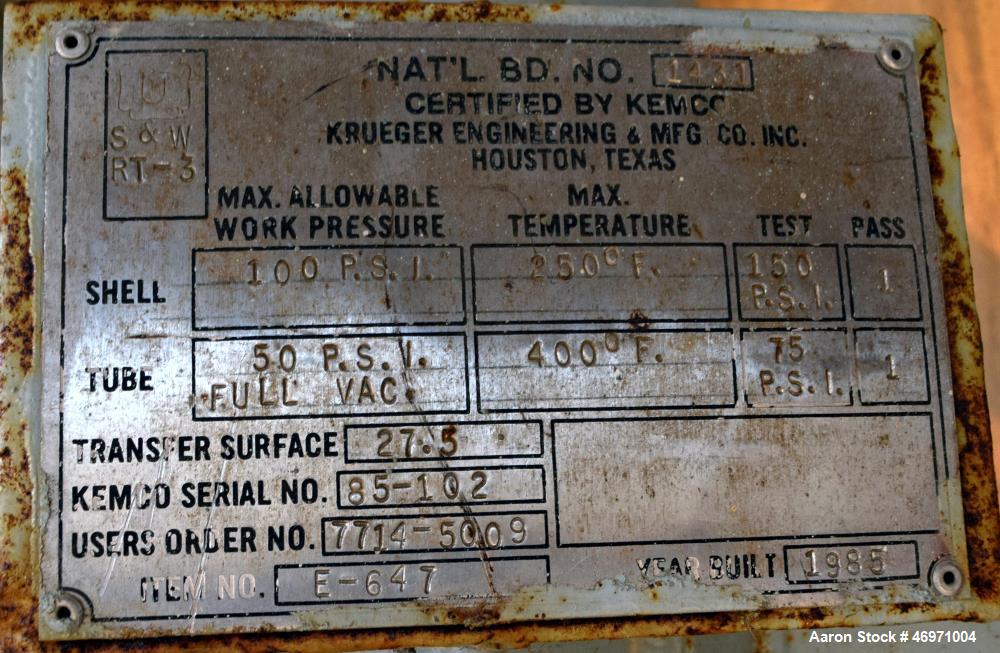 NAT'L. BD. NO. 1431
CERTIFIED BY KEMCO
KRUEGER ENGINEERING & MFG. CO. INC.
HOUSTON, TEXAS
U
S & W
RT-3
MAX. ALLOWABLE WORK PRESSURE MAX. TEMPERATURE TEST PASS
SHELL 100 P.S.I. 250° F. 150 P.S.I. 1
TUBE 50 P.S.I. FULL VAC. 400° F. 75 P.S.I. 1
TRANSFER SURFACE 27.5
KEMCO SERIAL NO. 85-102
USERS ORDER NO. 7714-5009
ITEM NO. E-647
YEAR BUILT 1985
Aaron Stock # 46971004